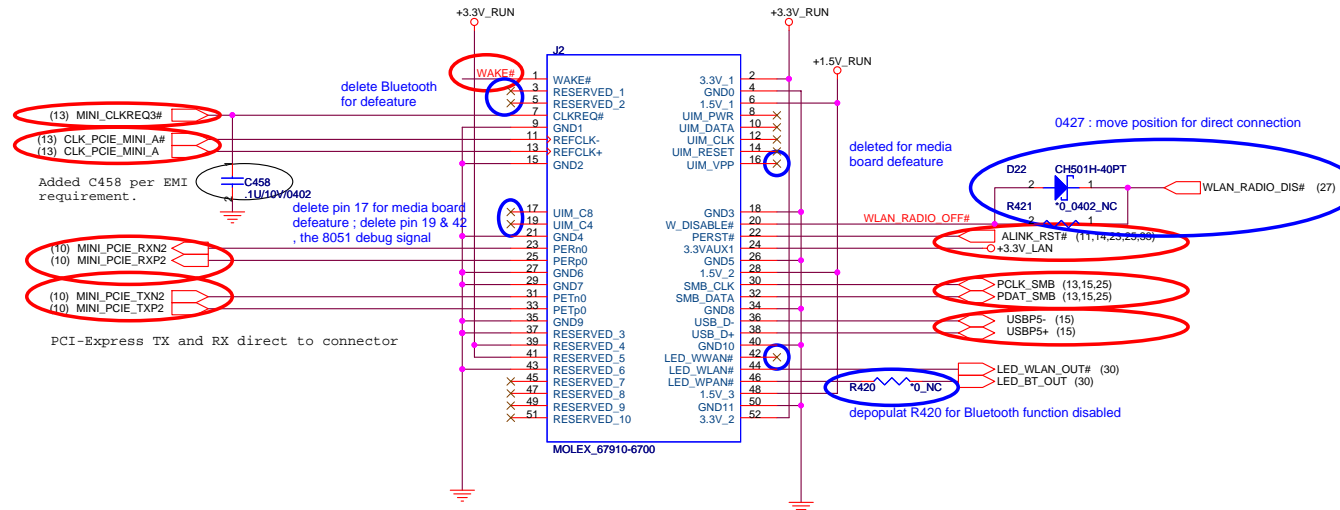 +3.3V_RUN
+3.3V_RUN
+1.5V_RUN
J2
WAKE#
delete Bluetooth
for defeature
(13) MINI_CLKREQ3#
(13) CLK_PCIE_MINI_A#
(13) CLK_PCIE_MINI_A
Added C458 per EMI
requirement.
C458
.1U/10V/0402
2
delete pin 17 for media board
defeature ; delete pin 19 & 42
, the 8051 debug signal
(10) MINI_PCIE_RXN2
(10) MINI_PCIE_RXP2
(10) MINI_PCIE_TXN2
(10) MINI_PCIE_TXP2
PCI-Express TX and RX direct to connector
1 WAKE# 3.3V_1 2
3 RESERVED_1 GND0 4
5 RESERVED_2 1.5V_1 6
7 CLKREQ# UIM_PWR 8
9 GND1 UIM_DATA 10
11 REFCLK- UIM_CLK 12
13 REFCLK+ UIM_RESET 14
15 GND2 UIM_VPP 16
17 UIM_C8 GND3 18
19 UIM_C4 W_DISABLE# 20
21 GND4 PERST# 22
23 PERn0 3.3VAUX1 24
25 PERp0 GND5 26
27 GND6 1.5V_2 28
29 GND7 SMB_CLK 30
31 PETn0 SMB_DATA 32
33 PETp0 GND8 34
35 GND9 USB_D- 36
37 RESERVED_3 USB_D+ 38
39 RESERVED_4 GND10 40
41 RESERVED_5 LED_WWAN# 42
43 RESERVED_6 LED_WLAN# 44
45 RESERVED_7 LED_WPAN# 46
47 RESERVED_8 1.5V_3 48
49 RESERVED_9 GND11 50
51 RESERVED_10 3.3V_2 52
MOLEX_67910-6700
deleted for media
board defeature
0427 : move position for direct connection
D22 CH501H-40PT
2 1
R421 *0_0402_NC
2 1
WLAN_RADIO_DIS# (27)
WLAN_RADIO_OFF#
+3.3V_LAN
PCLK_SMB (13,15,25)
PDAT_SMB (13,15,25)
USBP5- (15)
USBP5+ (15)
LED_WLAN_OUT# (30)
LED_BT_OUT (30)
R420 *0_NC
depopulat R420 for Bluetooth function disabled